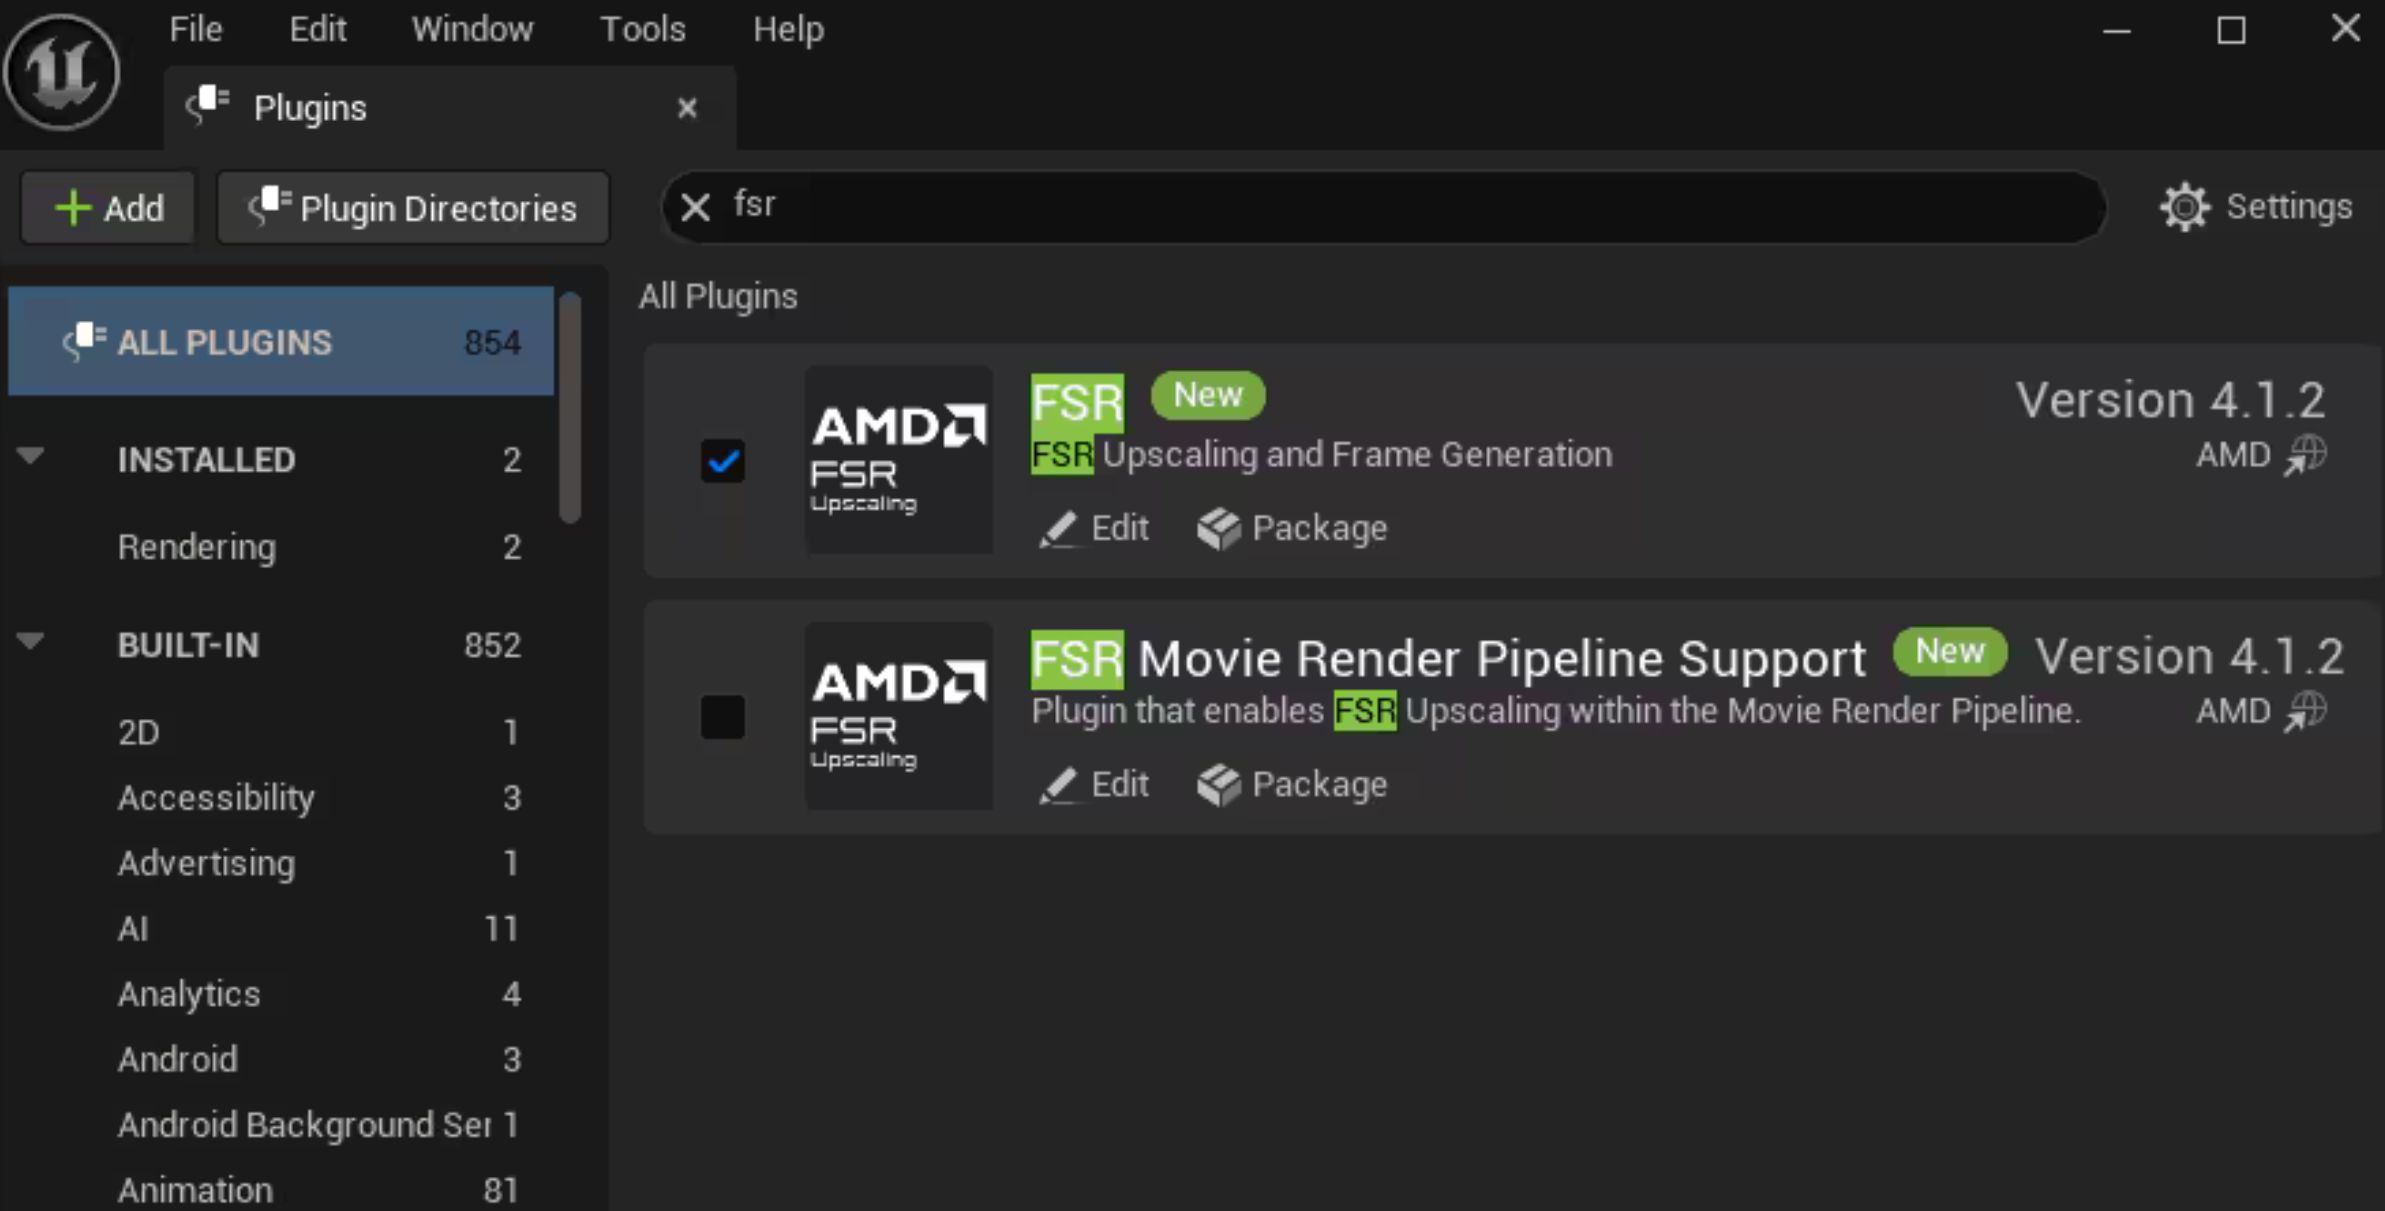 File Edit Window Tools Help
Plugins
Add Plugin Directories fsr Settings
ALL PLUGINS 854
INSTALLED 2
Rendering 2
BUILT-IN 852
2D 1
Accessibility 3
Advertising 1
AI 11
Analytics 4
Android 3
Android Background Ser 1
Animation 81
All Plugins
AMD
FSR
Upscaling
FSR New Version 4.1.2
FSR Upscaling and Frame Generation AMD
Edit Package
AMD
FSR
Upscaling
FSR Movie Render Pipeline Support New Version 4.1.2
Plugin that enables FSR Upscaling within the Movie Render Pipeline. AMD
Edit Package